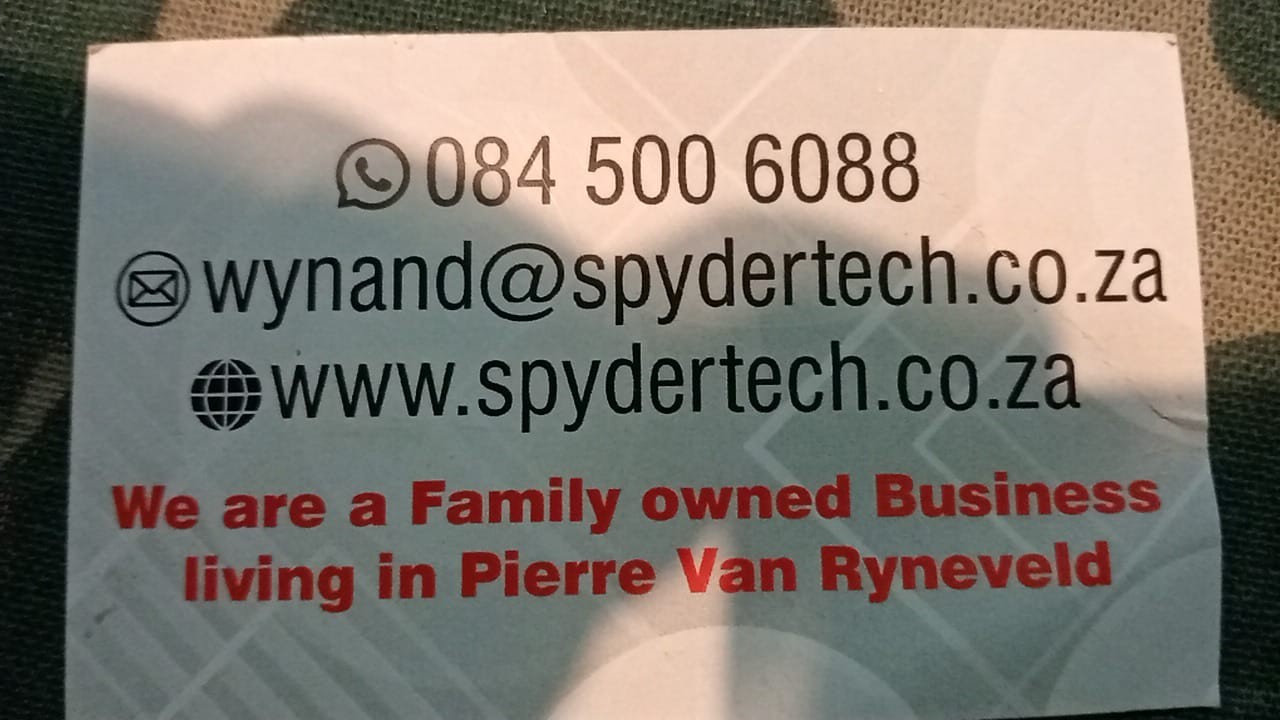 084 500 6088
wynand@spydertech.co.za
www.spydertech.co.za
We are a Family owned Business
living in Pierre Van Ryneveld